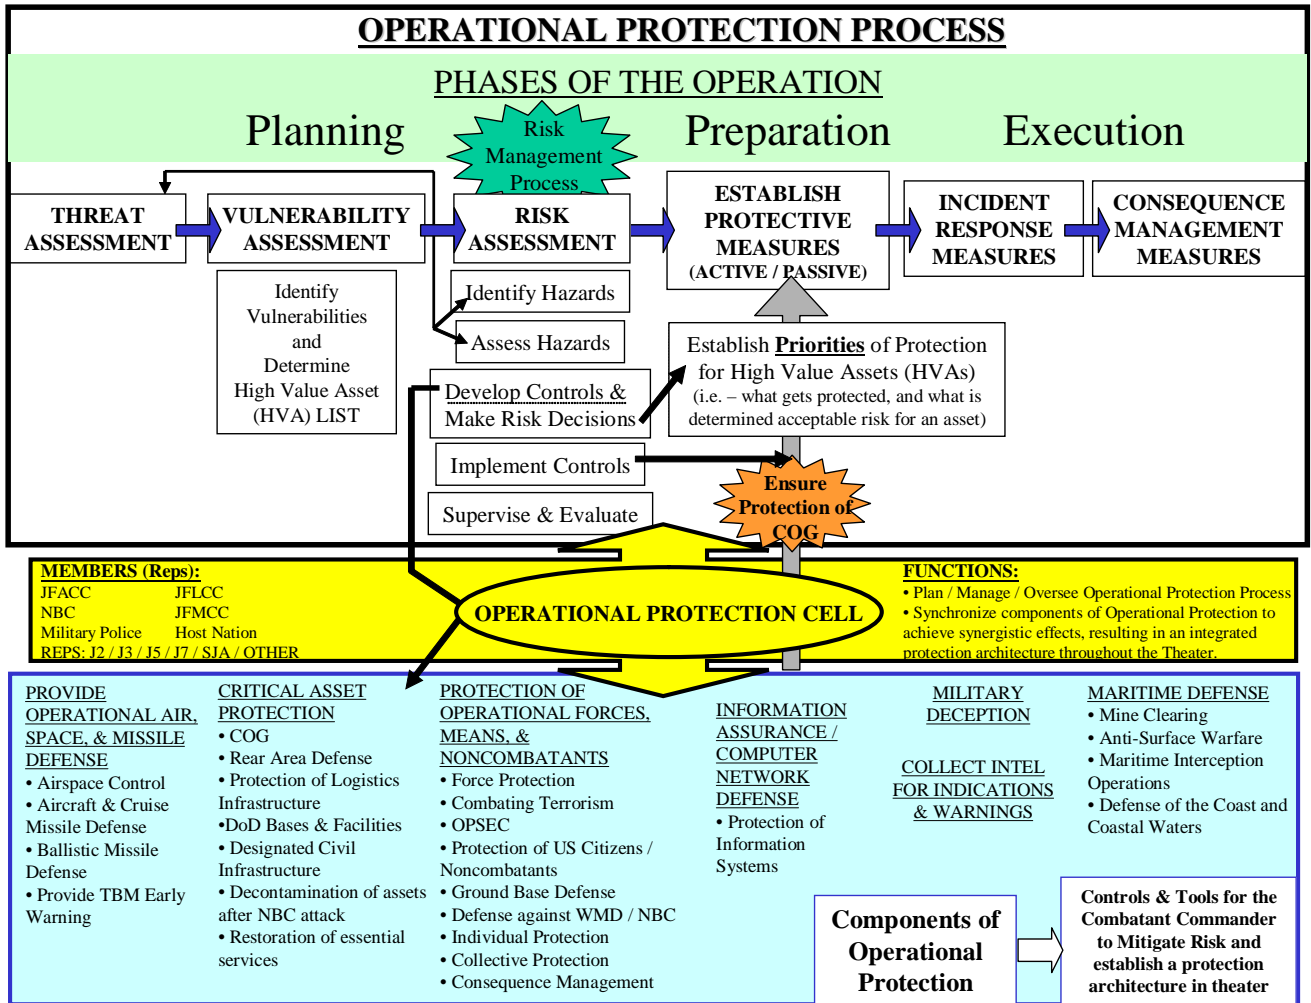 OPERATIONAL PROTECTION PROCESS
PHASES OF THE OPERATION
Planning
Risk
Management
Process
Preparation
Execution
THREAT
ASSESSMENT
VULNERABILITY
ASSESSMENT
RISK
ASSESSMENT
ESTABLISH
PROTECTIVE
MEASURES
(ACTIVE / PASSIVE)
INCIDENT
RESPONSE
MEASURES
CONSEQUENCE
MANAGEMENT
MEASURES
Identify
Vulnerabilities
and
Determine
High Value Asset
(HVA) LIST
Identify Hazards
Assess Hazards
Develop Controls &
Make Risk Decisions
Implement Controls
Supervise & Evaluate
Establish Priorities of Protection
for High Value Assets (HVAs)
(i.e. – what gets protected, and what is
determined acceptable risk for an asset)
Ensure
Protection of
COG
MEMBERS (Reps):
JFACC JFLCC
NBC JFMCC
Military Police Host Nation
REPS: J2 / J3 / J5 / J7 / SJA / OTHER
OPERATIONAL PROTECTION CELL
FUNCTIONS:
• Plan / Manage / Oversee Operational Protection Process
• Synchronize components of Operational Protection to
achieve synergistic effects, resulting in an integrated
protection architecture throughout the Theater.
PROVIDE
OPERATIONAL AIR,
SPACE, & MISSILE
DEFENSE
• Airspace Control
• Aircraft & Cruise
Missile Defense
• Ballistic Missile
Defense
• Provide TBM Early
Warning
CRITICAL ASSET
PROTECTION
• COG
• Rear Area Defense
• Protection of Logistics
Infrastructure
•DoD Bases & Facilities
• Designated Civil
Infrastructure
• Decontamination of assets
after NBC attack
• Restoration of essential
services
PROTECTION OF
OPERATIONAL FORCES,
MEANS, &
NONCOMBATANTS
• Force Protection
• Combating Terrorism
• OPSEC
• Protection of US Citizens /
Noncombatants
• Ground Base Defense
• Defense against WMD / NBC
• Individual Protection
• Collective Protection
• Consequence Management
INFORMATION
ASSURANCE /
COMPUTER
NETWORK
DEFENSE
• Protection of
Information
Systems
MILITARY
DECEPTION
COLLECT INTEL
FOR INDICATIONS
& WARNINGS
MARITIME DEFENSE
• Mine Clearing
• Anti-Surface Warfare
• Maritime Interception
Operations
• Defense of the Coast and
Coastal Waters
Components of
Operational
Protection
Controls & Tools for the
Combatant Commander
to Mitigate Risk and
establish a protection
architecture in theater